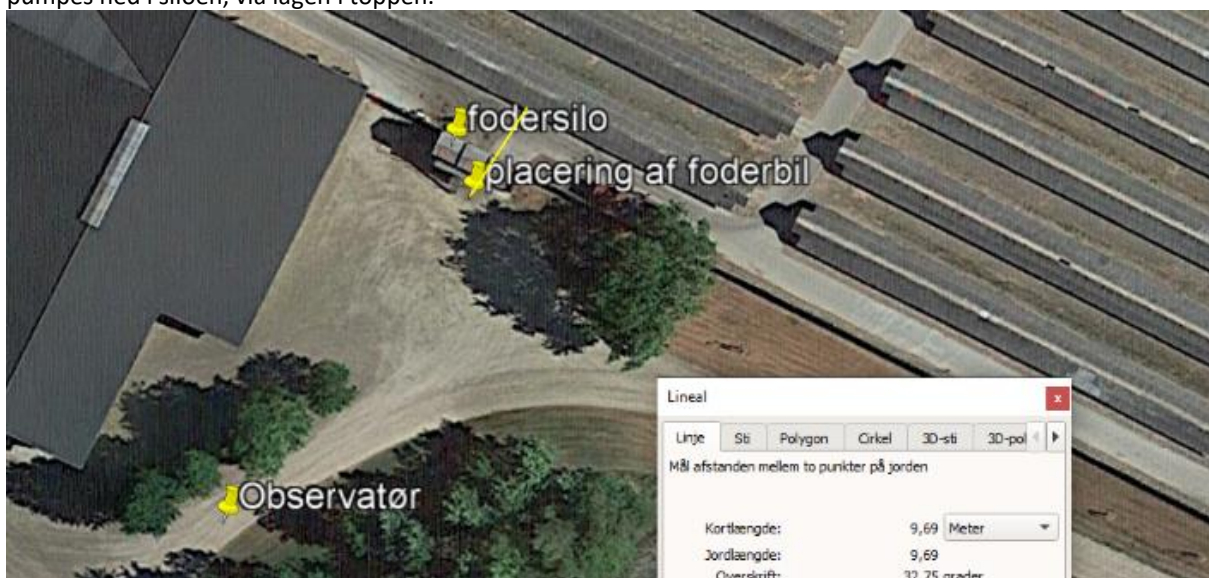 pumpes ned i siloen, via lågen i toppen.
fodersilo
placering af foderbil
Observatør
Lineal
x
Linje Sti Polygon Cirkel 3D-sti 3D-pol
Mål afstanden mellem to punkter på jorden
Kortlængde: 9,69 Meter
Jordlængde: 9,69
Overskrift: 32,75 grader